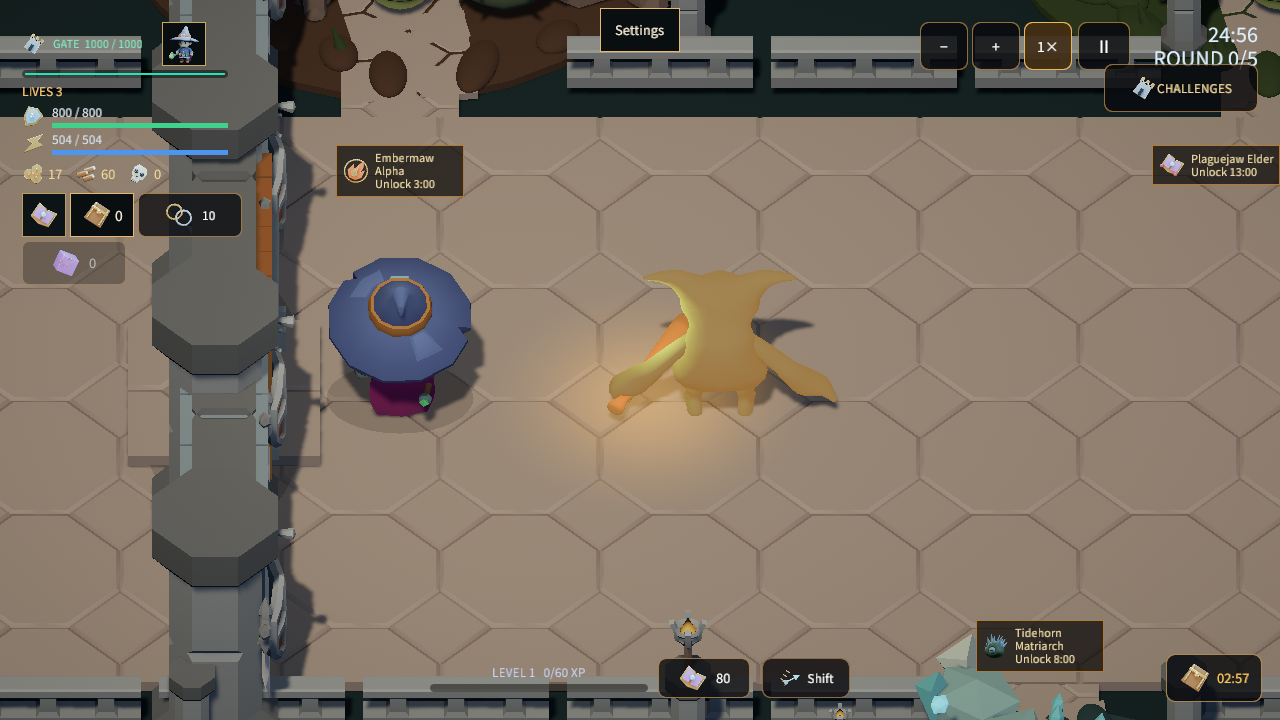 GATE 1000 / 1000
Settings
-
+
1×
24:56
ROUND 0/5
CHALLENGES
LIVES 3
800 / 800
504 / 504
17
60
0
0
10
0
Embermaw
Alpha
Unlock 3:00
Plaguejaw Elder
Unlock 13:00
Tidehorn
Matriarch
Unlock 8:00
LEVEL 1 0/60 XP
80
Shift
02:57